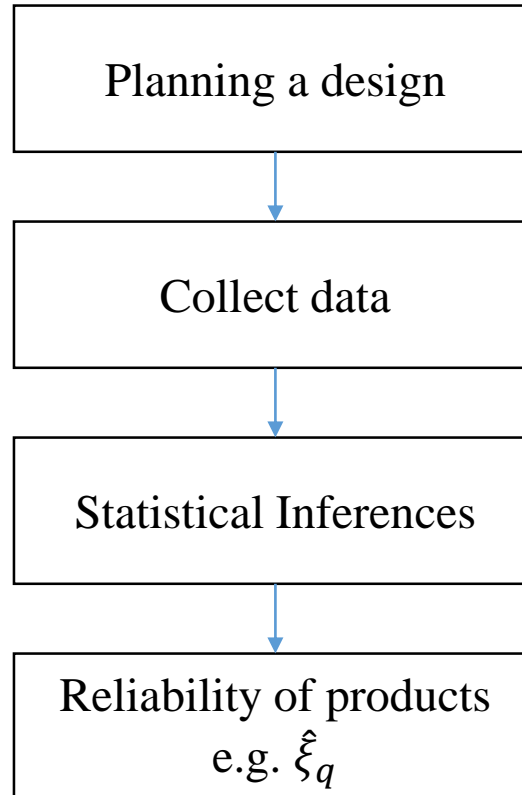 Planning a design
Collect data
Statistical Inferences
Reliability of products
e.g. ξ̂_q